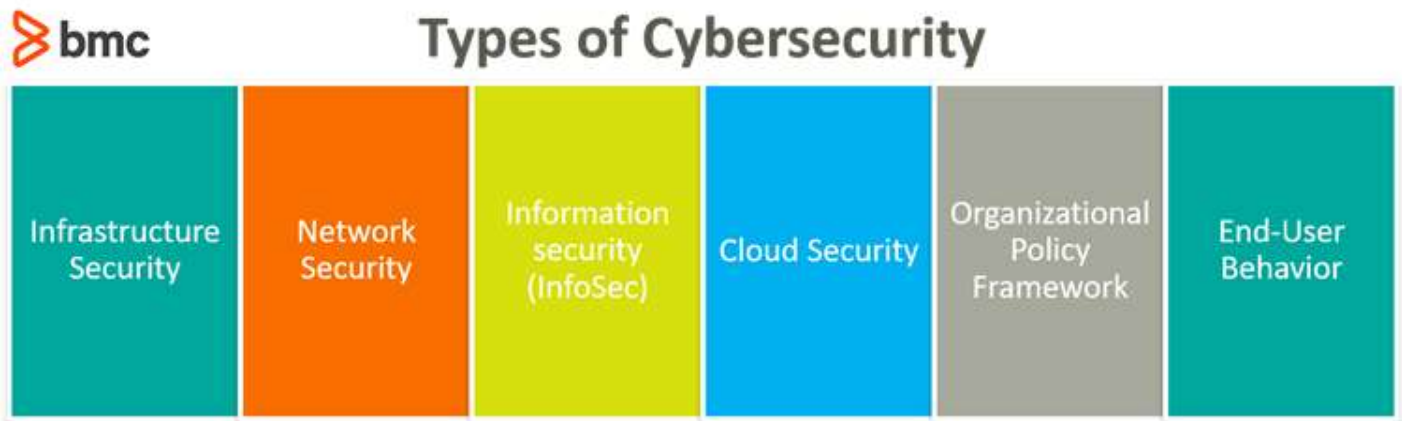 bmc
Types of Cybersecurity
Infrastructure
Security
Network
Security
Information
security
(InfoSec)
Cloud Security
Organizational
Policy
Framework
End-User
Behavior